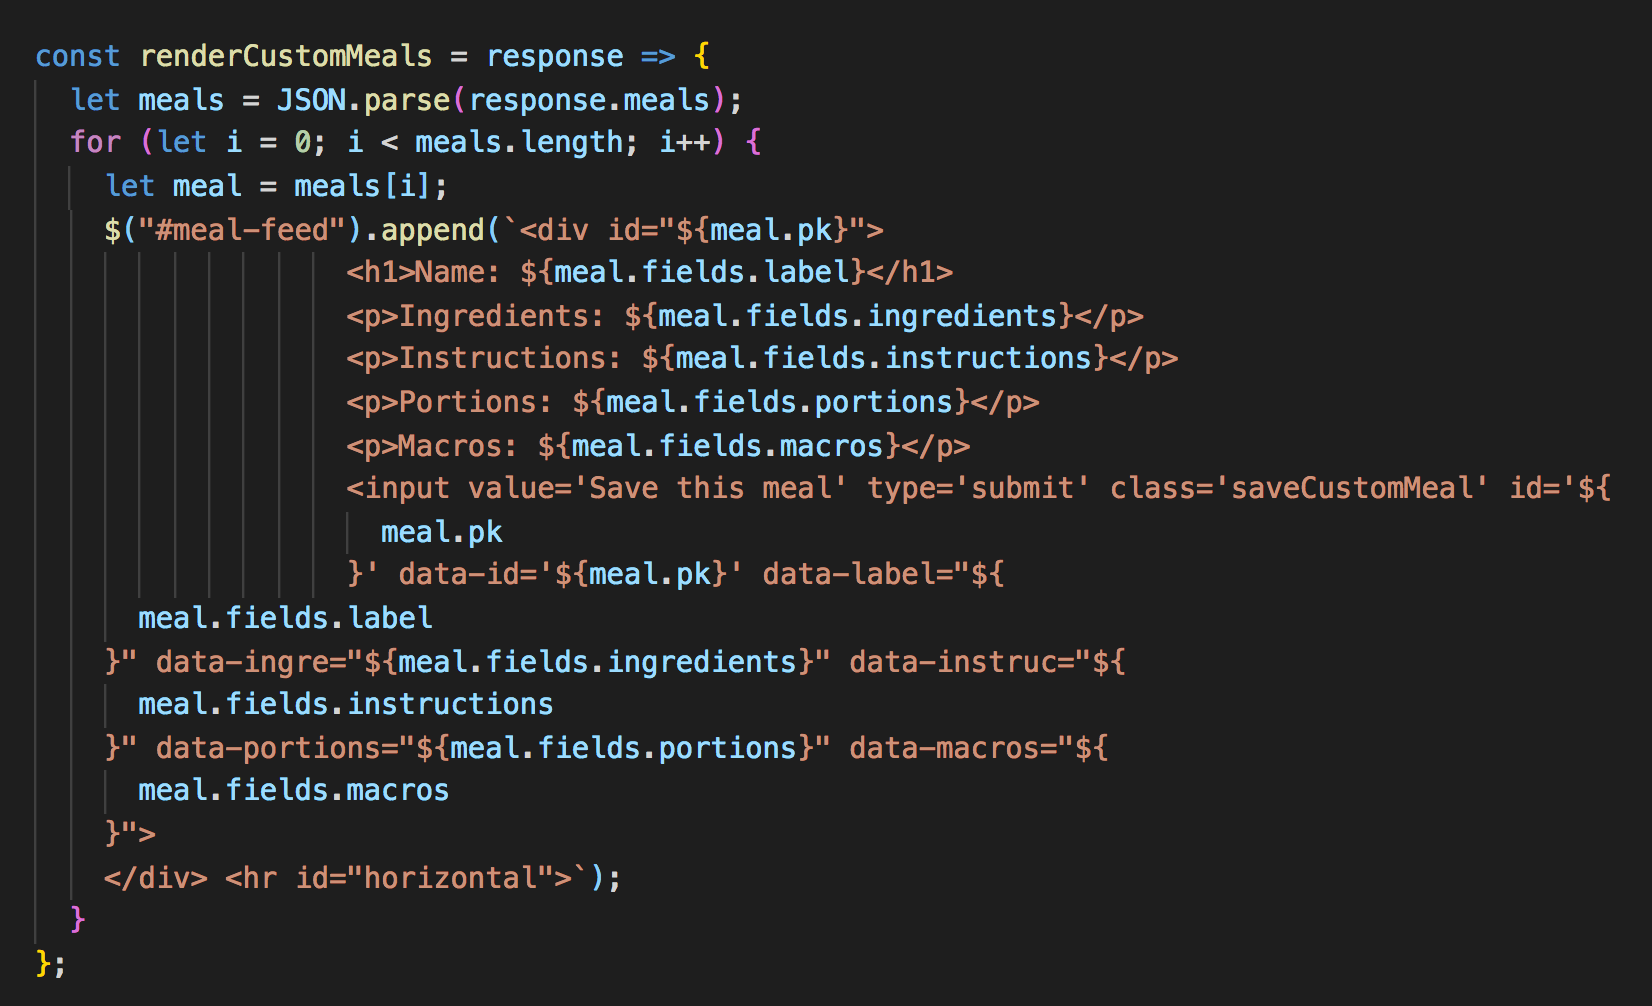 const renderCustomMeals = response => {
let meals = JSON.parse(response.meals);
for (let i = 0; i < meals.length; i++) {
let meal = meals[i];
$("#meal-feed").append(`<div id="${meal.pk}">
<h1>Name: ${meal.fields.label}</h1>
<p>Ingredients: ${meal.fields.ingredients}</p>
<p>Instructions: ${meal.fields.instructions}</p>
<p>Portions: ${meal.fields.portions}</p>
<p>Macros: ${meal.fields.macros}</p>
<input value='Save this meal' type='submit' class='saveCustomMeal' id='${
meal.pk
}' data-id='${meal.pk}' data-label="${
meal.fields.label
}" data-ingre="${meal.fields.ingredients}" data-instruc="${
meal.fields.instructions
}" data-portions="${meal.fields.portions}" data-macros="${
meal.fields.macros
}">
</div> <hr id="horizontal">`);
}
};